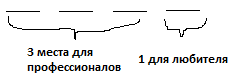 3 места для
профессионалов
1 для любителя